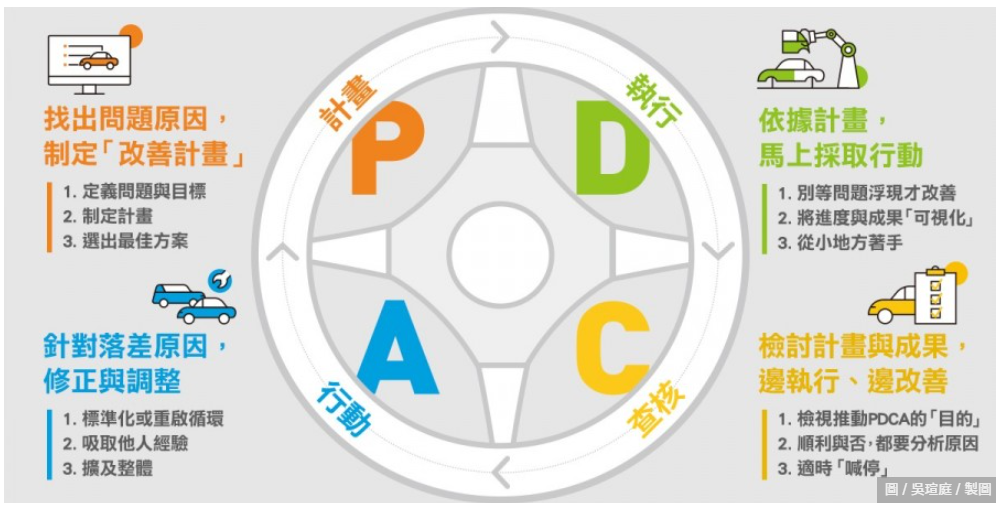 計畫
P
找出問題原因，
制定「改善計畫」
1. 定義問題與目標
2. 制定計畫
3. 選出最佳方案
執行
D
依據計畫，
馬上採取行動
1. 別等問題浮現才改善
2. 將進度與成果「可視化」
3. 從小地方著手
查核
C
檢討計畫與成果，
邊執行、邊改善
1. 檢視推動PDCA的「目的」
2. 順利與否，都要分析原因
3. 適時「喊停」
行動
A
針對落差原因，
修正與調整
1. 標準化或重啟循環
2. 吸取他人經驗
3. 擴及整體
圖 / 吳瑄庭 / 製圖